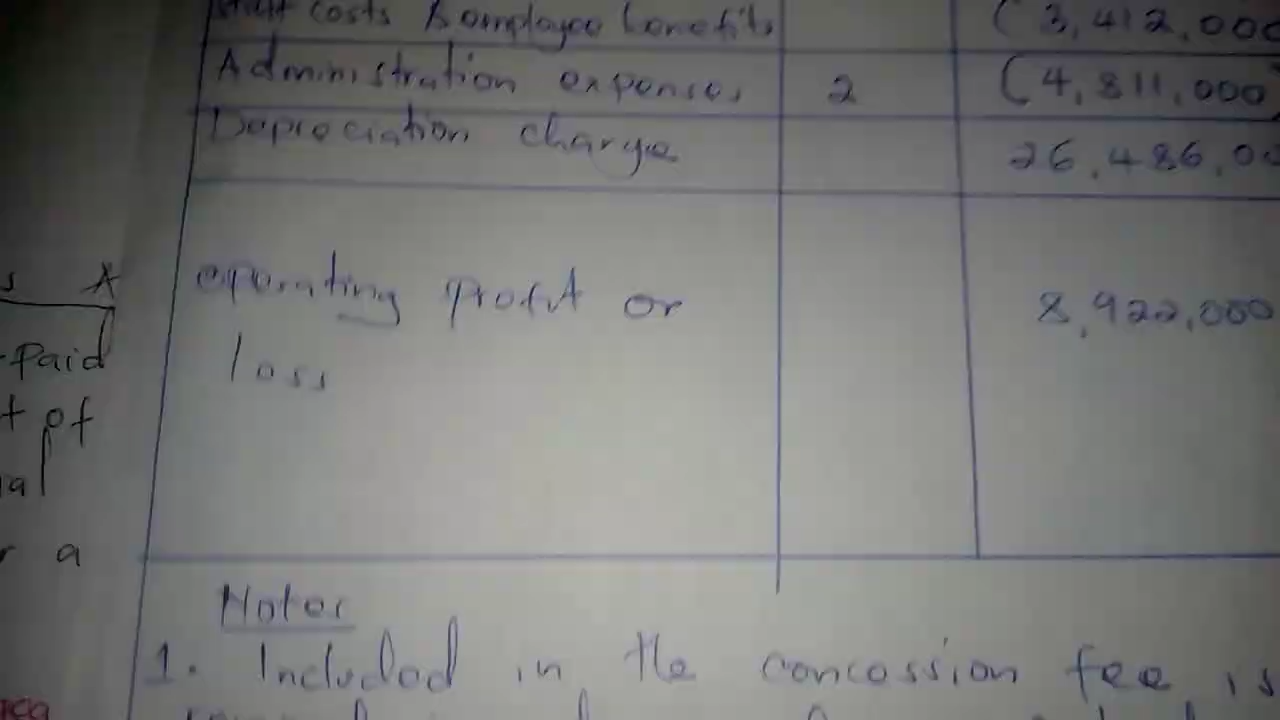 Staff costs & employee benefits (3,412,000
Administration expenses 2 (4,811,000)
Depreciation charge 26,486,00
operating profit or 8,922,000
loss
s A
Paid
t of
r a
Notes
1. Included in the concession fee is